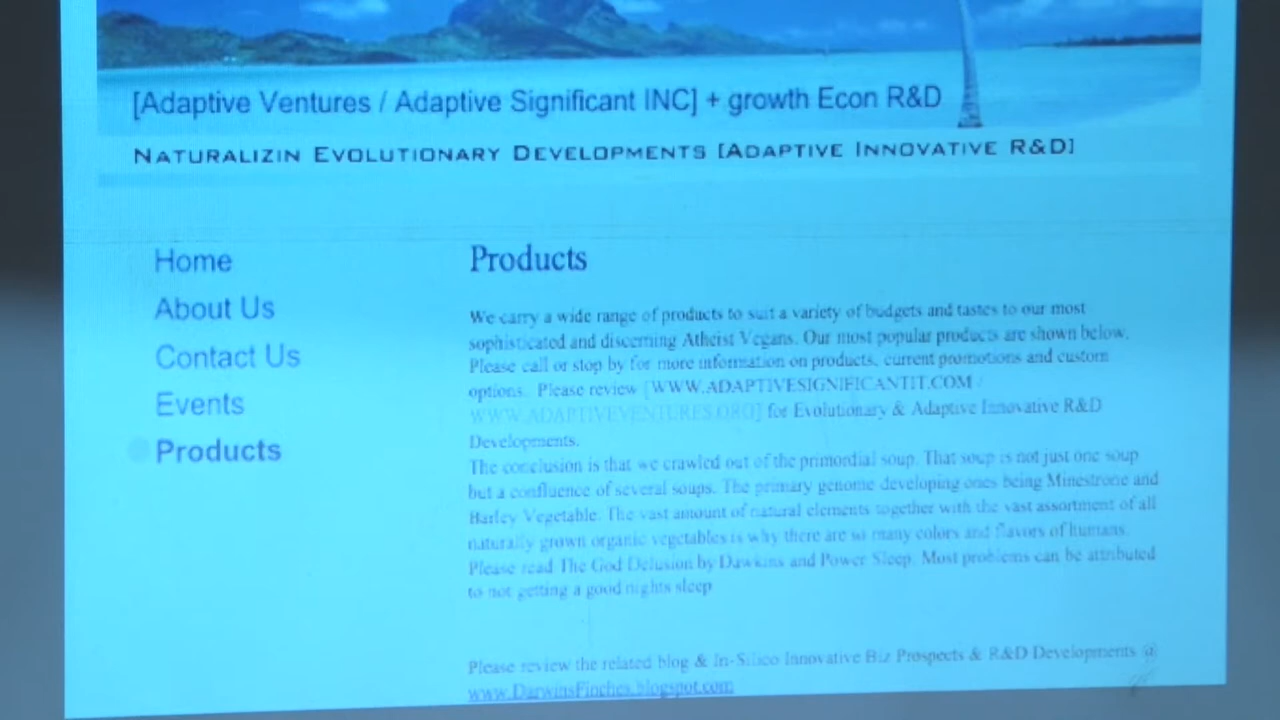 [Adaptive Ventures / Adaptive Significant INC] + growth Econ R&D
NATURALIZIN EVOLUTIONARY DEVELOPMENTS [ADAPTIVE INNOVATIVE R&D]
Home
About Us
Contact Us
Events
Products
Products
We carry a wide range of products to suit a variety of budgets and tastes to our most
sophisticated and discerning Atheist Vegans. Our most popular products are shown below.
Please call or stop by for more information on products, current promotions and custom
options. Please review [WWW.ADAPTIVESIGNIFICANTIT.COM /
WWW.ADAPTIVEVENTURES.ORG] for Evolutionary & Adaptive Innovative R&D
Developments.
The conclusion is that we crawled out of the primordial soup. That soup is not just one soup
but a confluence of several soups. The primary genome developing ones being Minestrone and
Barley Vegetable. The vast amount of natural elements together with the vast assortment of all
naturally grown organic vegetables is why there are so many colors and flavors of humans.
Please read The God Delusion by Dawkins and Power Sleep. Most problems can be attributed
to not getting a good nights sleep
Please review the related blog & In-Silico Innovative Biz Prospects & R&D Developments @
www.DarwinsFinches.blogspot.com